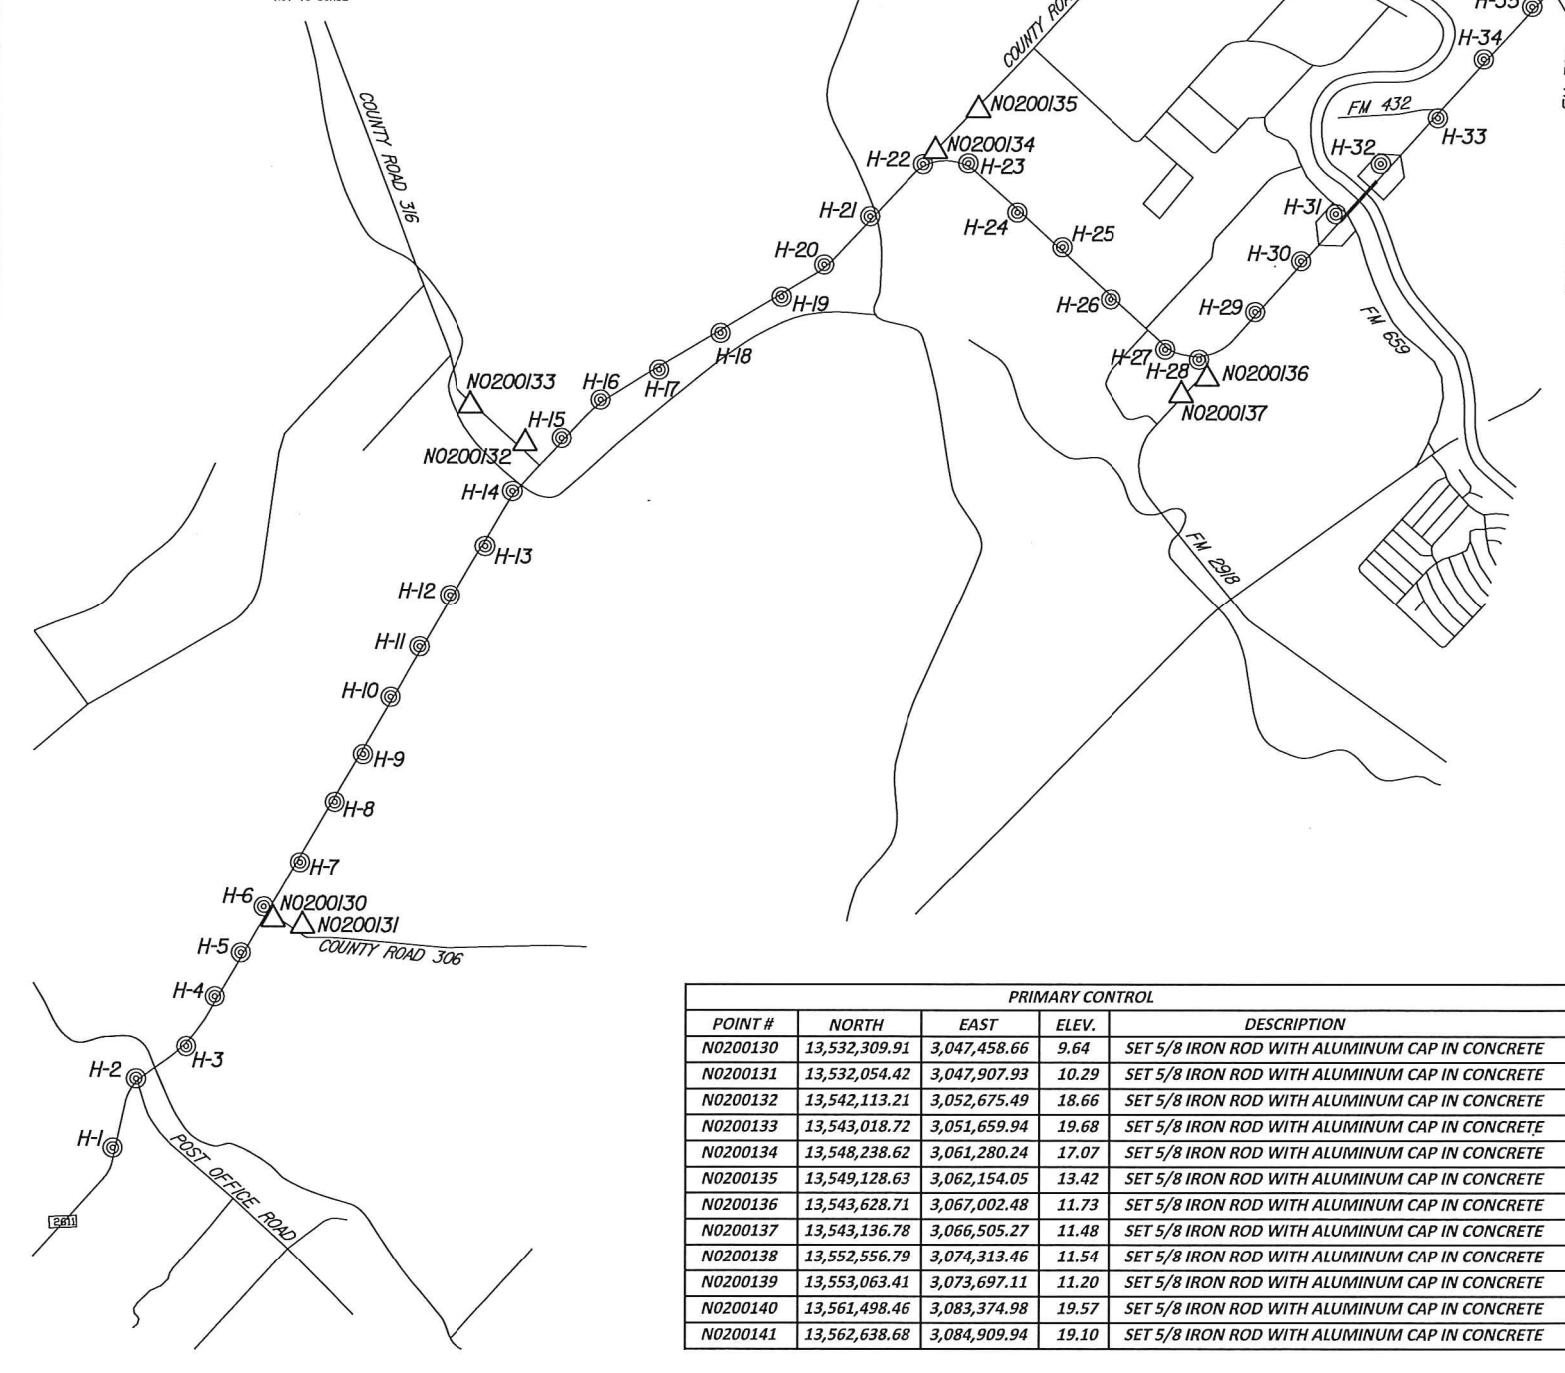 H-35
COUNTY ROA
H-34
COUNTY ROAD 316
N0200135
FM 432
H-33
N0200134
H-22
H-23
H-32
H-21
H-24
H-31
H-25
H-20
H-30
H-26
H-19
H-29
FM 659
H-18
H-27
H-28
N0200136
N0200133
H-16
H-17
N0200137
H-15
N0200132
H-14
H-13
FM 2918
H-12
H-11
H-10
H-9
H-8
H-7
H-6
N0200130
N0200131
H-5
COUNTY ROAD 306
H-4
H-3
H-2
H-1
POST OFFICE ROAD
PRIMARY CONTROL
POINT # NORTH EAST ELEV. DESCRIPTION
N0200130 13,532,309.91 3,047,458.66 9.64 SET 5/8 IRON ROD WITH ALUMINUM CAP IN CONCRETE
N0200131 13,532,054.42 3,047,907.93 10.29 SET 5/8 IRON ROD WITH ALUMINUM CAP IN CONCRETE
N0200132 13,542,113.21 3,052,675.49 18.66 SET 5/8 IRON ROD WITH ALUMINUM CAP IN CONCRETE
N0200133 13,543,018.72 3,051,659.94 19.68 SET 5/8 IRON ROD WITH ALUMINUM CAP IN CONCRETE
N0200134 13,548,238.62 3,061,280.24 17.07 SET 5/8 IRON ROD WITH ALUMINUM CAP IN CONCRETE
N0200135 13,549,128.63 3,062,154.05 13.42 SET 5/8 IRON ROD WITH ALUMINUM CAP IN CONCRETE
N0200136 13,543,628.71 3,067,002.48 11.73 SET 5/8 IRON ROD WITH ALUMINUM CAP IN CONCRETE
N0200137 13,543,136.78 3,066,505.27 11.48 SET 5/8 IRON ROD WITH ALUMINUM CAP IN CONCRETE
N0200138 13,552,556.79 3,074,313.46 11.54 SET 5/8 IRON ROD WITH ALUMINUM CAP IN CONCRETE
N0200139 13,553,063.41 3,073,697.11 11.20 SET 5/8 IRON ROD WITH ALUMINUM CAP IN CONCRETE
N0200140 13,561,498.46 3,083,374.98 19.57 SET 5/8 IRON ROD WITH ALUMINUM CAP IN CONCRETE
N0200141 13,562,638.68 3,084,909.94 19.10 SET 5/8 IRON ROD WITH ALUMINUM CAP IN CONCRETE